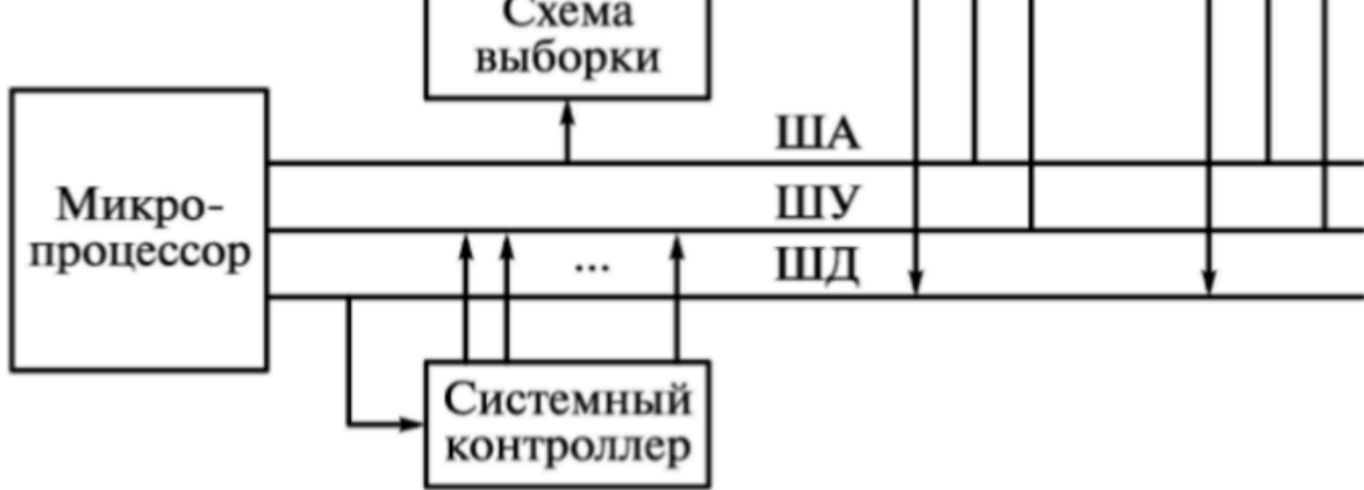 Схема
выборки
ША
Микро-
процессор
ШУ
...
ШД
Системный
контроллер